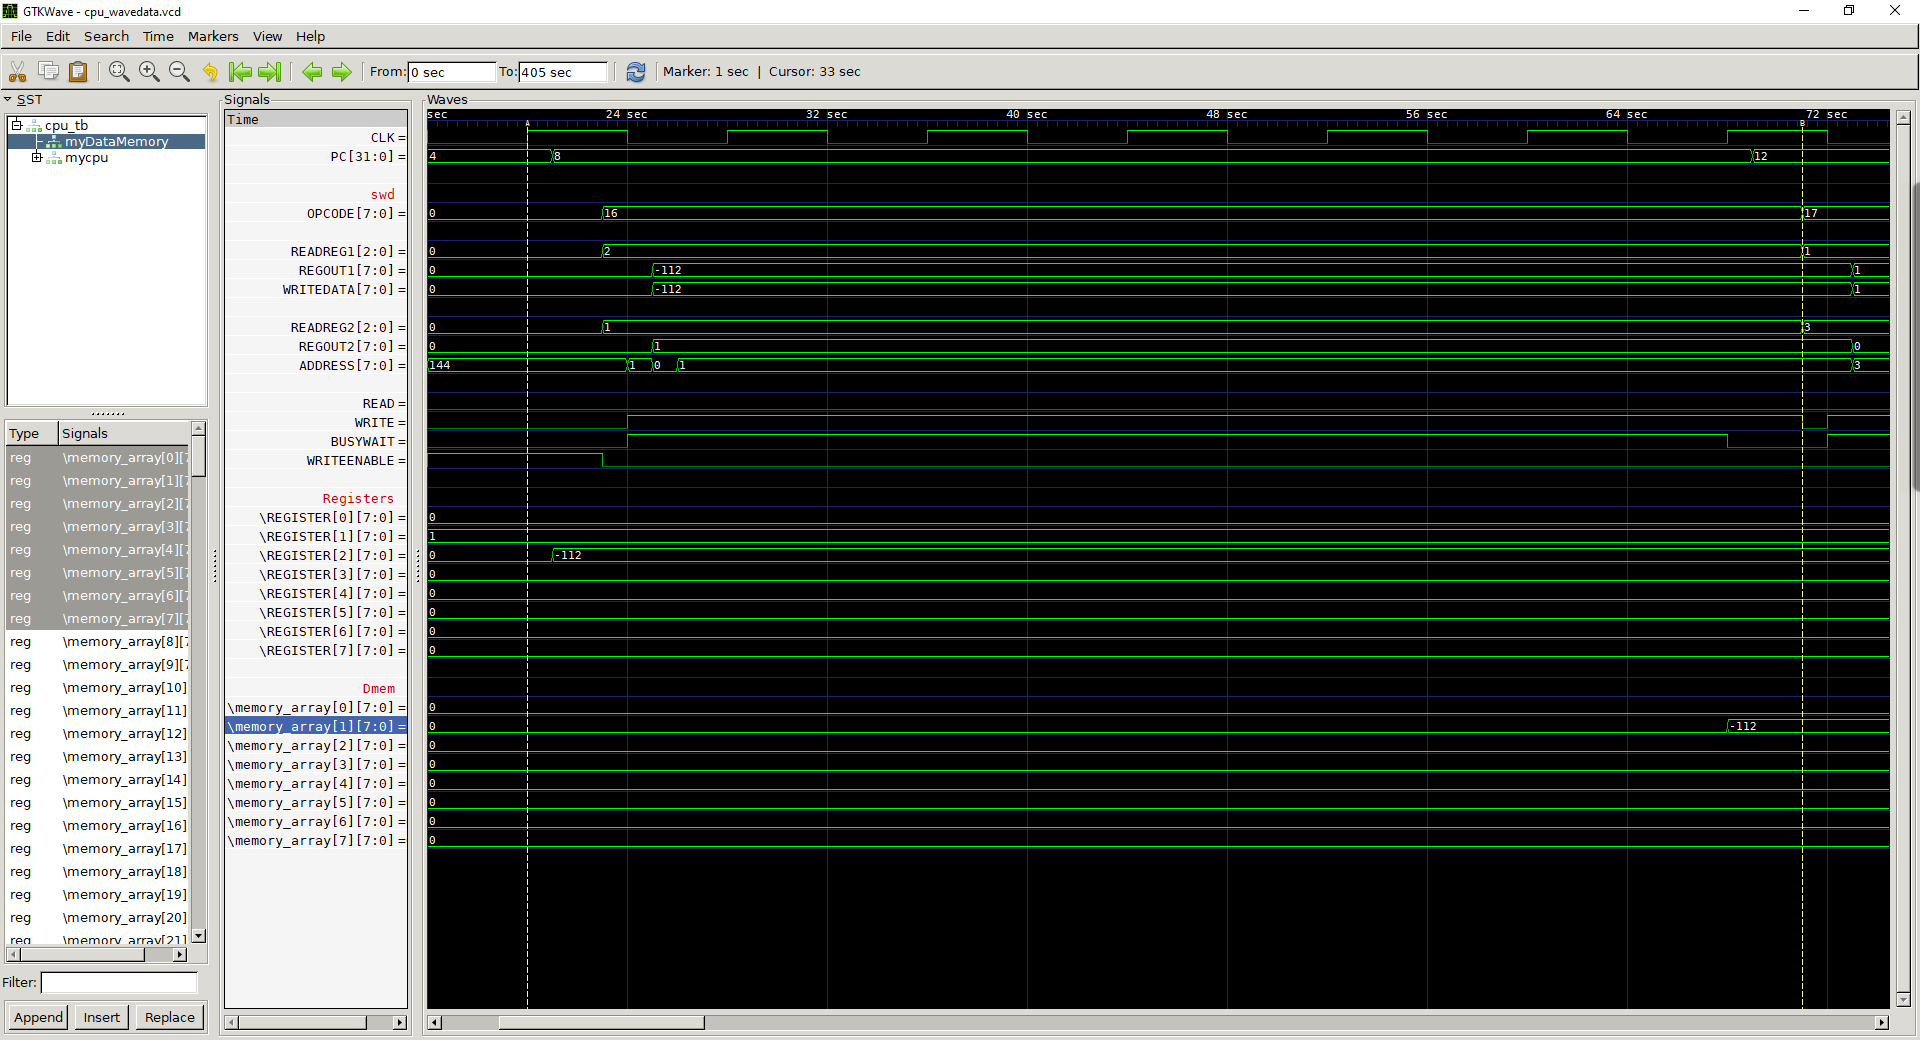 GTKWave - cpu_wavedata.vcd
File Edit Search Time Markers View Help
From: 0 sec To: 405 sec Marker: 1 sec | Cursor: 33 sec
SST
cpu_tb
myDataMemory
mycpu
Type Signals
reg \memory_array[0][7
reg \memory_array[1][7
reg \memory_array[2][7
reg \memory_array[3][7
reg \memory_array[4][7
reg \memory_array[5][7
reg \memory_array[6][7
reg \memory_array[7][7
reg \memory_array[8][7
reg \memory_array[9][7
reg \memory_array[10]
reg \memory_array[11]
reg \memory_array[12]
reg \memory_array[13]
reg \memory_array[14]
reg \memory_array[15]
reg \memory_array[16]
reg \memory_array[17]
reg \memory_array[18]
reg \memory_array[19]
reg \memory_array[20]
reg \memory_array[21]
Filter:
Append Insert Replace
Signals
Waves
Time
sec 24 sec 32 sec 40 sec 48 sec 56 sec 64 sec 72 sec
A B
CLK =
PC[31:0] = 4 8 12
swd
OPCODE[7:0] = 0 16 17
READREG1[2:0] = 0 2 1
REGOUT1[7:0] = 0 -112 1
WRITEDATA[7:0] = 0 -112 1
READREG2[2:0] = 0 1 3
REGOUT2[7:0] = 0 1 0
ADDRESS[7:0] = 144 1 0 1 3
READ =
WRITE =
BUSYWAIT =
WRITEENABLE =
Registers
\REGISTER[0][7:0] = 0
\REGISTER[1][7:0] = 1
\REGISTER[2][7:0] = 0 -112
\REGISTER[3][7:0] = 0
\REGISTER[4][7:0] = 0
\REGISTER[5][7:0] = 0
\REGISTER[6][7:0] = 0
\REGISTER[7][7:0] = 0
Dmem
\memory_array[0][7:0] = 0
\memory_array[1][7:0] = 0 -112
\memory_array[2][7:0] = 0
\memory_array[3][7:0] = 0
\memory_array[4][7:0] = 0
\memory_array[5][7:0] = 0
\memory_array[6][7:0] = 0
\memory_array[7][7:0] = 0